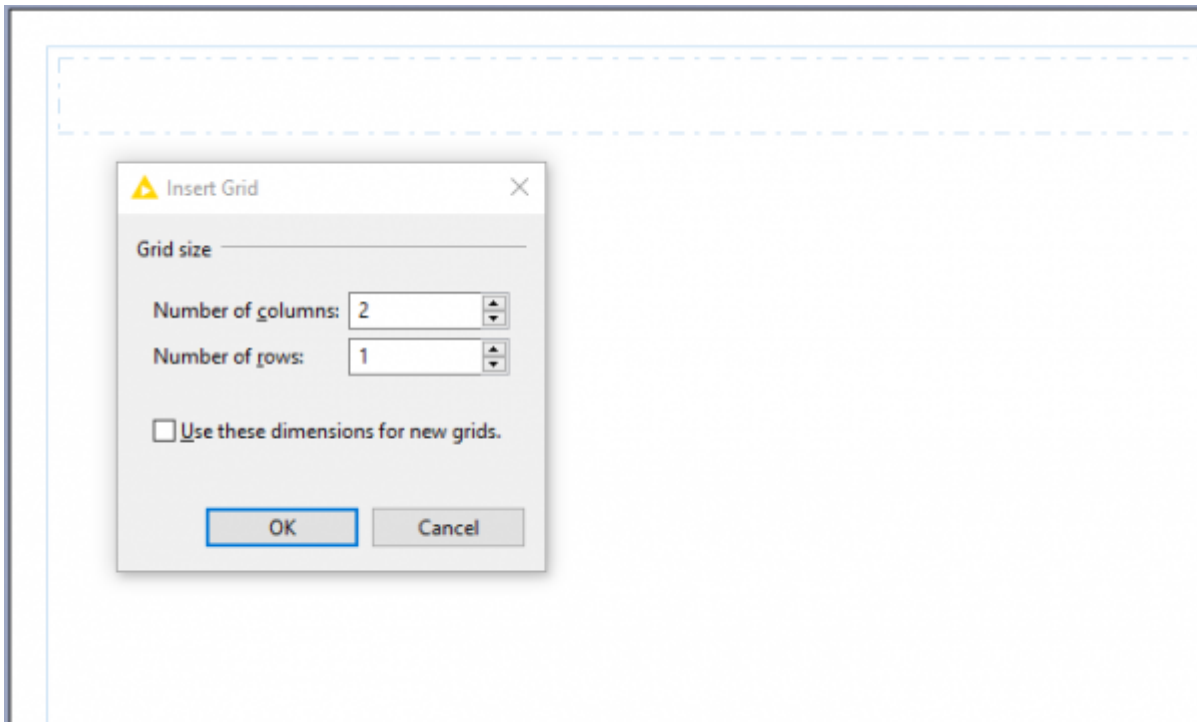 Insert Grid
Grid size
Number of columns: 2
Number of rows: 1
Use these dimensions for new grids.
OK Cancel